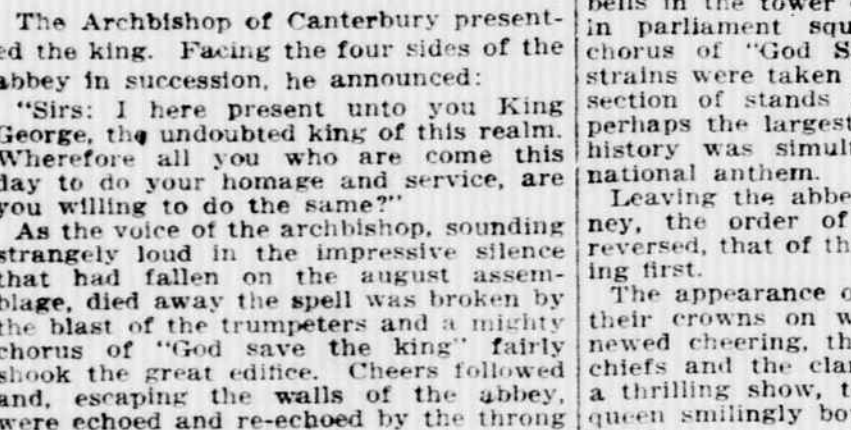 The Archbishop of Canterbury present-
ed the king. Facing the four sides of the
abbey in succession, he announced:
"Sirs: I here present unto you King
George, the undoubted king of this realm.
Wherefore all you who are come this
day to do your homage and service, are
you willing to do the same?"
As the voice of the archbishop, sounding
strangely loud in the impressive silence
that had fallen on the august assem-
blage, died away the spell was broken by
the blast of the trumpeters and a mighty
chorus of "God save the king" fairly
shook the great edifice. Cheers followed
and, escaping the walls of the abbey,
were echoed and re-echoed by the throng
bells in the tower
in parliament squ
chorus of "God S
strains were taken
section of stands
perhaps the largest
history was simult
national anthem.
Leaving the abbe
ney, the order of
reversed, that of th
ing first.
The appearance o
their crowns on w
newed cheering, th
chiefs and the clan
a thrilling show, t
queen smilingly bo